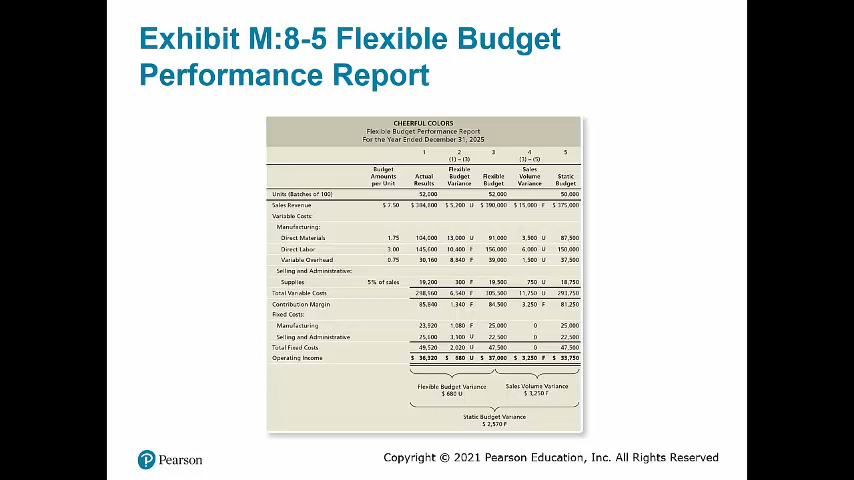 Exhibit M:8-5 Flexible Budget
Performance Report
CHEERFUL COLORS
Flexible Budget Performance Report
For the Year Ended December 31, 2025
1 2 3 4 5
(1) – (3) (3) – (5)
Budget Flexible Sales
Amounts Actual Budget Flexible Volume Static
per Unit Results Variance Budget Variance Budget
Units (Batches of 100) 52,000 52,000 50,000
Sales Revenue $ 7.50 $ 384,800 $ 5,200 U $ 390,000 $ 15,000 F $ 375,000
Variable Costs:
Manufacturing:
Direct Materials 1.75 104,000 13,000 U 91,000 3,500 U 87,500
Direct Labor 3.00 145,600 10,400 F 156,000 6,000 U 150,000
Variable Overhead 0.75 30,160 8,840 F 39,000 1,500 U 37,500
Selling and Administrative:
Supplies 5% of sales 19,200 300 F 19,500 750 U 18,750
Total Variable Costs 298,960 6,540 F 305,500 11,750 U 293,750
Contribution Margin 85,840 1,340 F 84,500 3,250 F 81,250
Fixed Costs:
Manufacturing 23,920 1,080 F 25,000 0 25,000
Selling and Administrative 25,600 3,100 U 22,500 0 22,500
Total Fixed Costs 49,520 2,020 U 47,500 0 47,500
Operating Income $ 36,320 $ 680 U $ 37,000 $ 3,250 F $ 33,750
Flexible Budget Variance Sales Volume Variance
$ 680 U $ 3,250 F
Static Budget Variance
$ 2,570 F
Pearson
Copyright © 2021 Pearson Education, Inc. All Rights Reserved